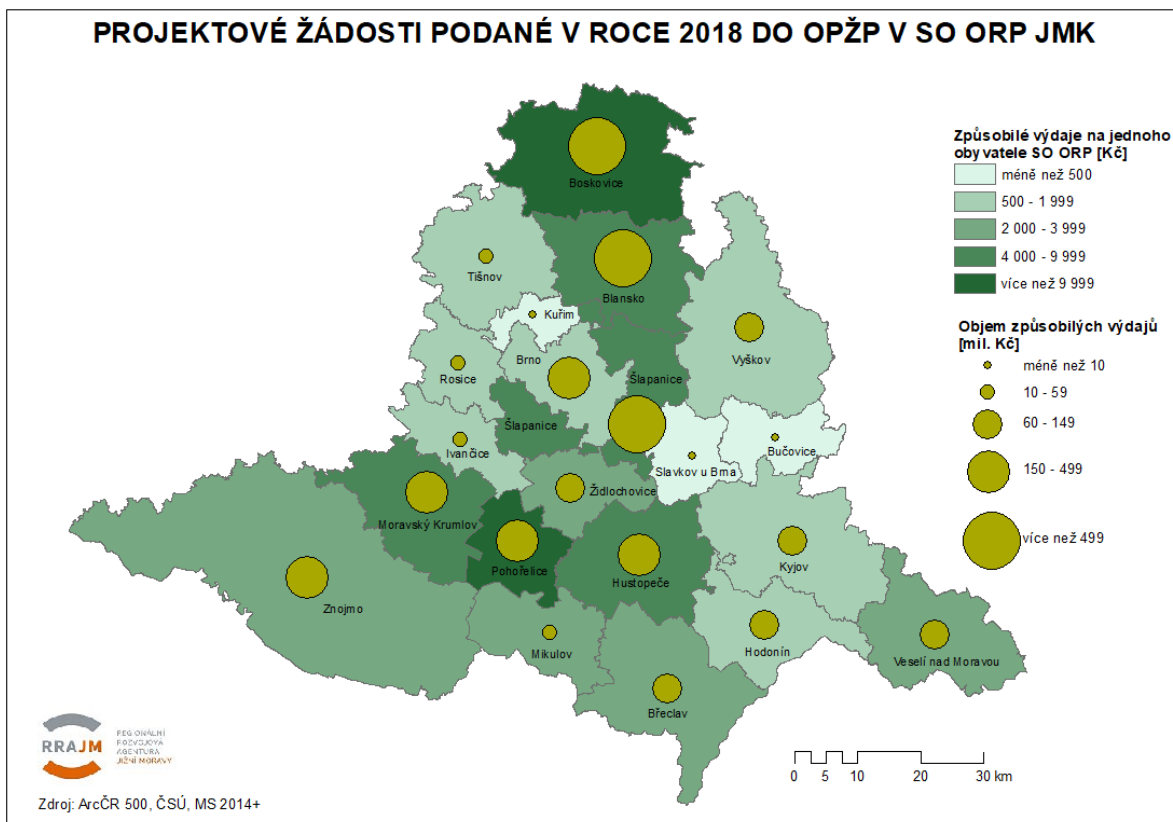 PROJEKTOVÉ ŽÁDOSTI PODANÉ V ROCE 2018 DO OPŽP V SO ORP JMK
Způsobilé výdaje na jednoho
obyvatele SO ORP [Kč]
méně než 500
500 - 1 999
2 000 - 3 999
4 000 - 9 999
více než 9 999
Objem způsobilých výdajů
[mil. Kč]
méně než 10
10 - 59
60 - 149
150 - 499
více než 499
Boskovice
Tišnov
Blansko
Kuřim
Vyškov
Brno
Rosice
Šlapanice
Šlapanice
Ivančice
Bučovice
Slavkov u Brna
Židlochovice
Moravský Krumlov
Pohořelice
Hustopeče
Kyjov
Znojmo
Mikulov
Hodonín
Veselí nad Moravou
Břeclav
RRAJM
REGIONÁLNÍ
ROZVOJOVÁ
AGENTURA
JIŽNÍ MORAVY
0 5 10 20 30 km
Zdroj: ArcČR 500, ČSÚ, MS 2014+